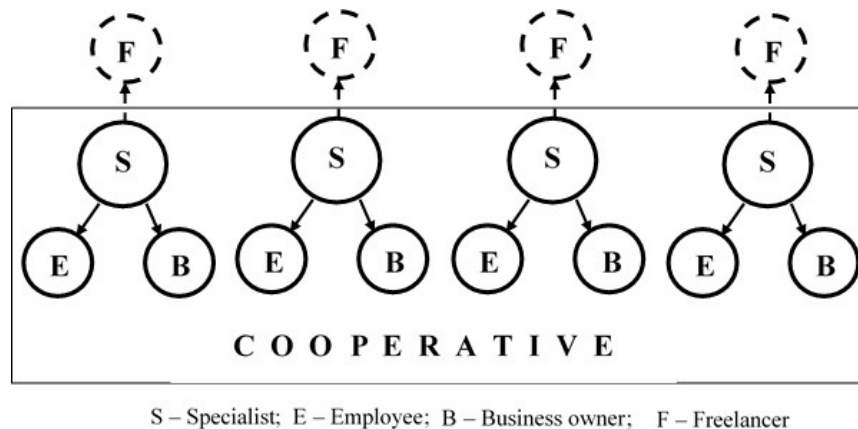 F F F F
S S S S
E B E B E B E B
C O O P E R A T I V E
S – Specialist; E – Employee; B – Business owner; F – Freelancer